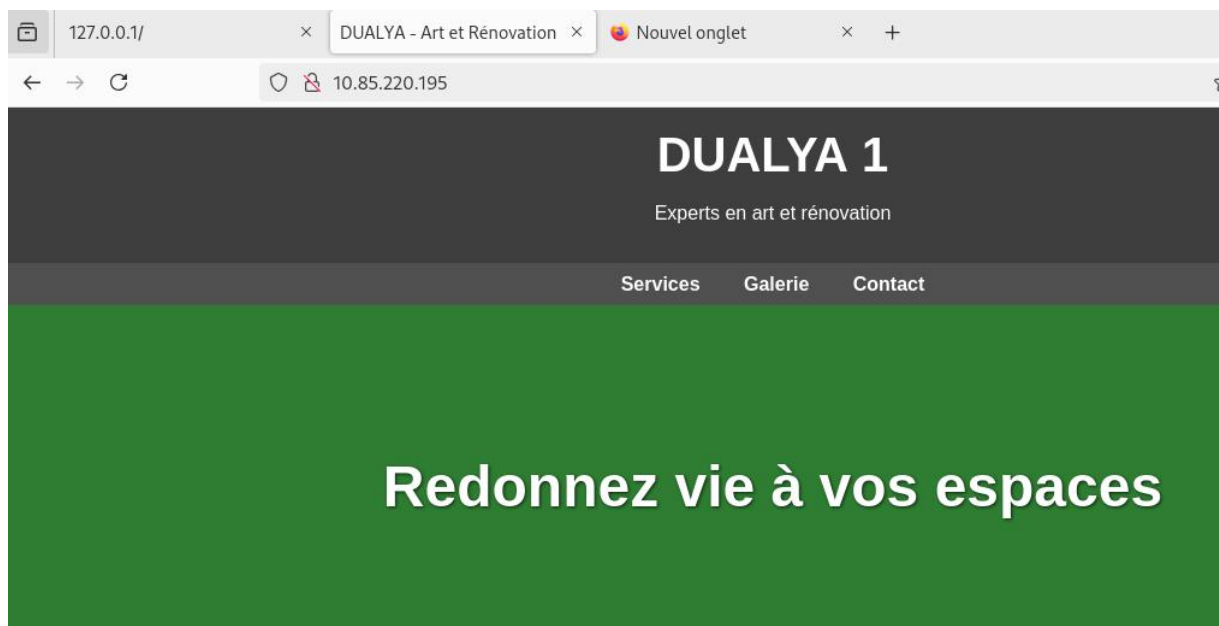 127.0.0.1/
DUALYA - Art et Rénovation
Nouvel onglet
10.85.220.195
DUALYA 1
Experts en art et rénovation
Services Galerie Contact
Redonnez vie à vos espaces